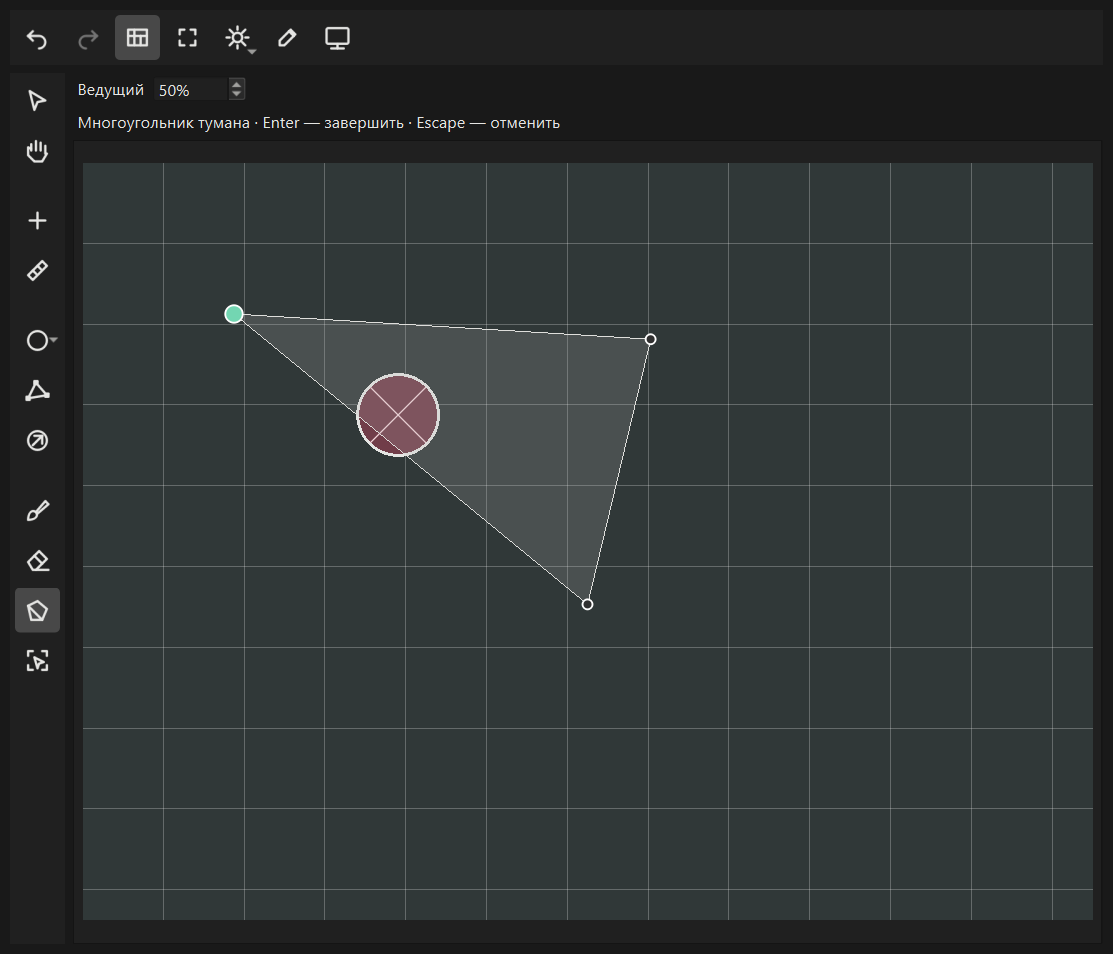 Ведущий 50%
Многоугольник тумана · Enter — завершить · Escape — отменить